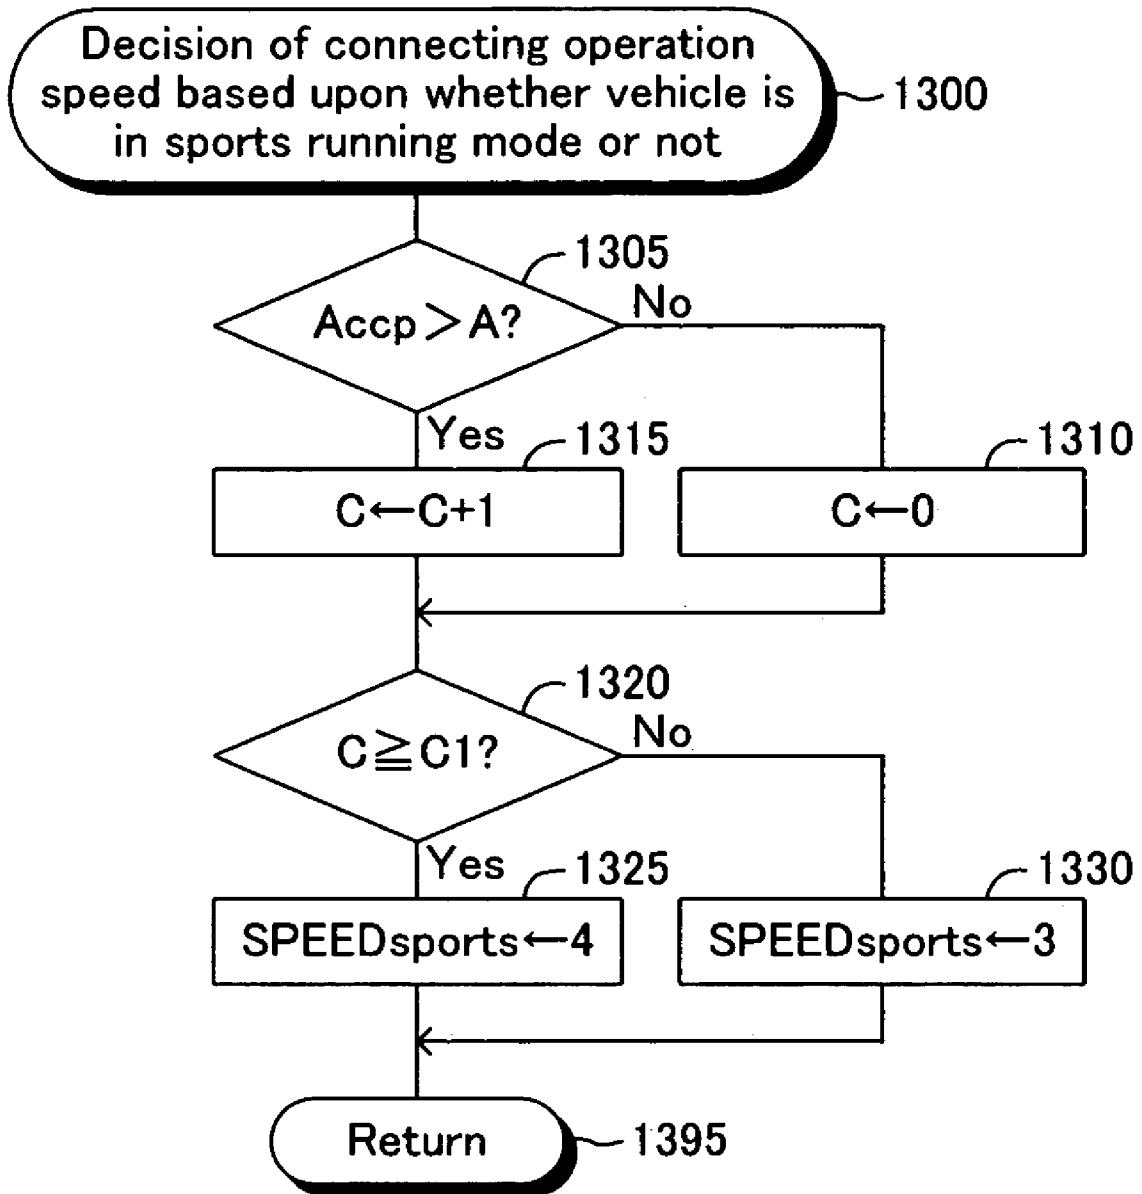 Decision of connecting operation
speed based upon whether vehicle is
in sports running mode or not
1300
1305
Accp>A?
No
Yes
1315
1310
C←C+1
C←0
1320
C≧C1?
No
Yes
1325
1330
SPEEDsports←4
SPEEDsports←3
Return
1395